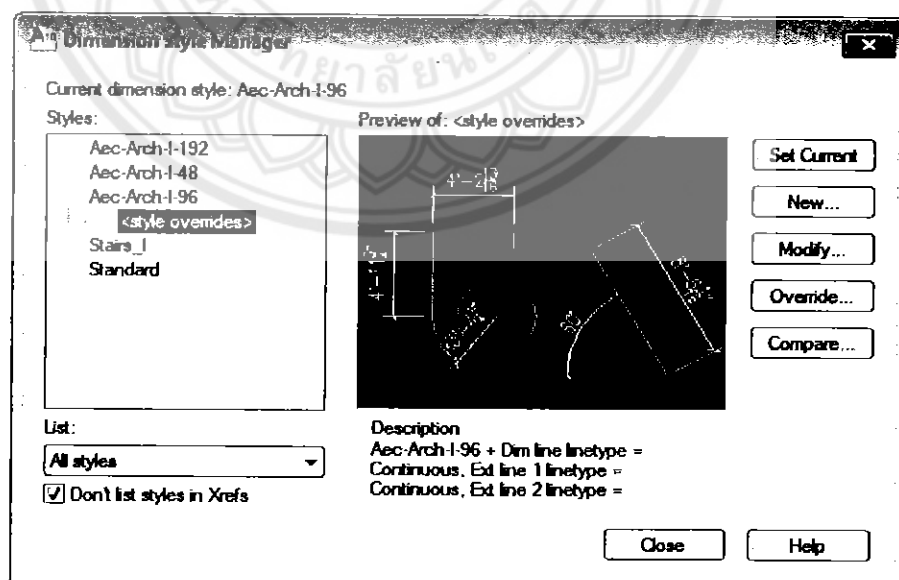 Dimension Style Manager
Current dimension style: Aec-Arch-I-96
Styles:
Aec-Arch-I-192
Aec-Arch-I-48
Aec-Arch-I-96
<style overrides>
Stairs_I
Standard
List:
All styles
Don't list styles in Xrefs
Preview of: <style overrides>
Description
Aec-Arch-I-96 + Dim line linetype =
Continuous, Ext line 1 linetype =
Continuous, Ext line 2 linetype =
Set Current
New...
Modify...
Override...
Compare...
Close
Help